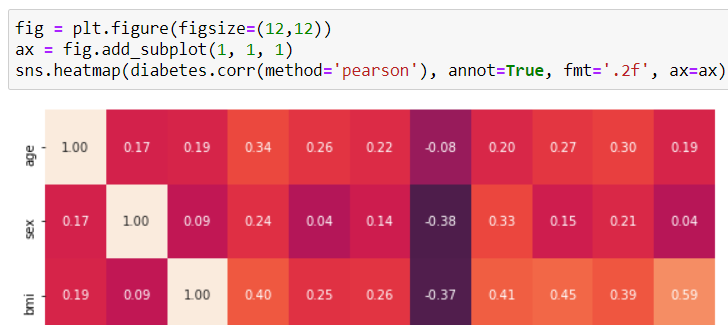 fig = plt.figure(figsize=(12,12))
ax = fig.add_subplot(1, 1, 1)
sns.heatmap(diabetes.corr(method='pearson'), annot=True, fmt='.2f', ax=ax)
age 1.00 0.17 0.19 0.34 0.26 0.22 -0.08 0.20 0.27 0.30 0.19
sex 0.17 1.00 0.09 0.24 0.04 0.14 -0.38 0.33 0.15 0.21 0.04
bmi 0.19 0.09 1.00 0.40 0.25 0.26 -0.37 0.41 0.45 0.39 0.59